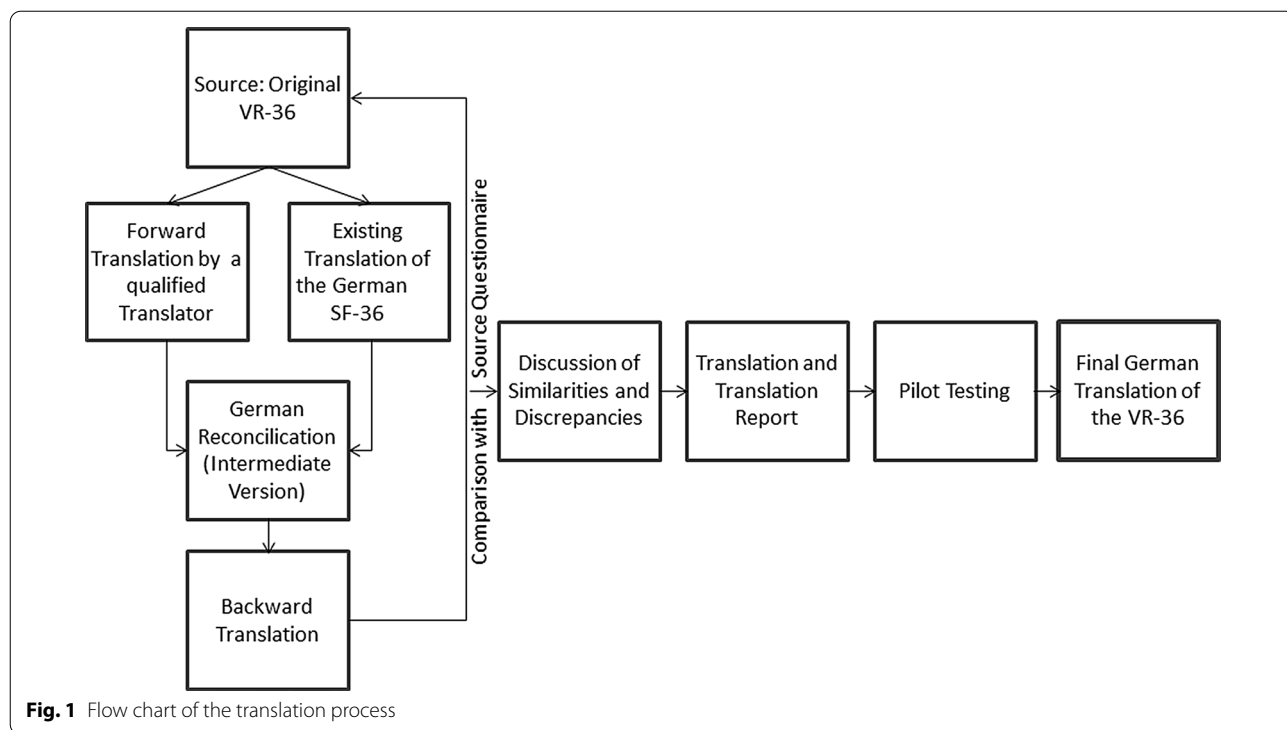 Source: Original
VR-36
Forward
Translation by a
qualified
Translator
Existing
Translation of
the German
SF-36
German
Reconcilication
(Intermediate
Version)
Backward
Translation
Comparison with Source Questionnaire
Discussion of
Similarities and
Discrepancies
Translation and
Translation
Report
Pilot Testing
Final German
Translation of
the VR-36
Fig. 1 Flow chart of the translation process